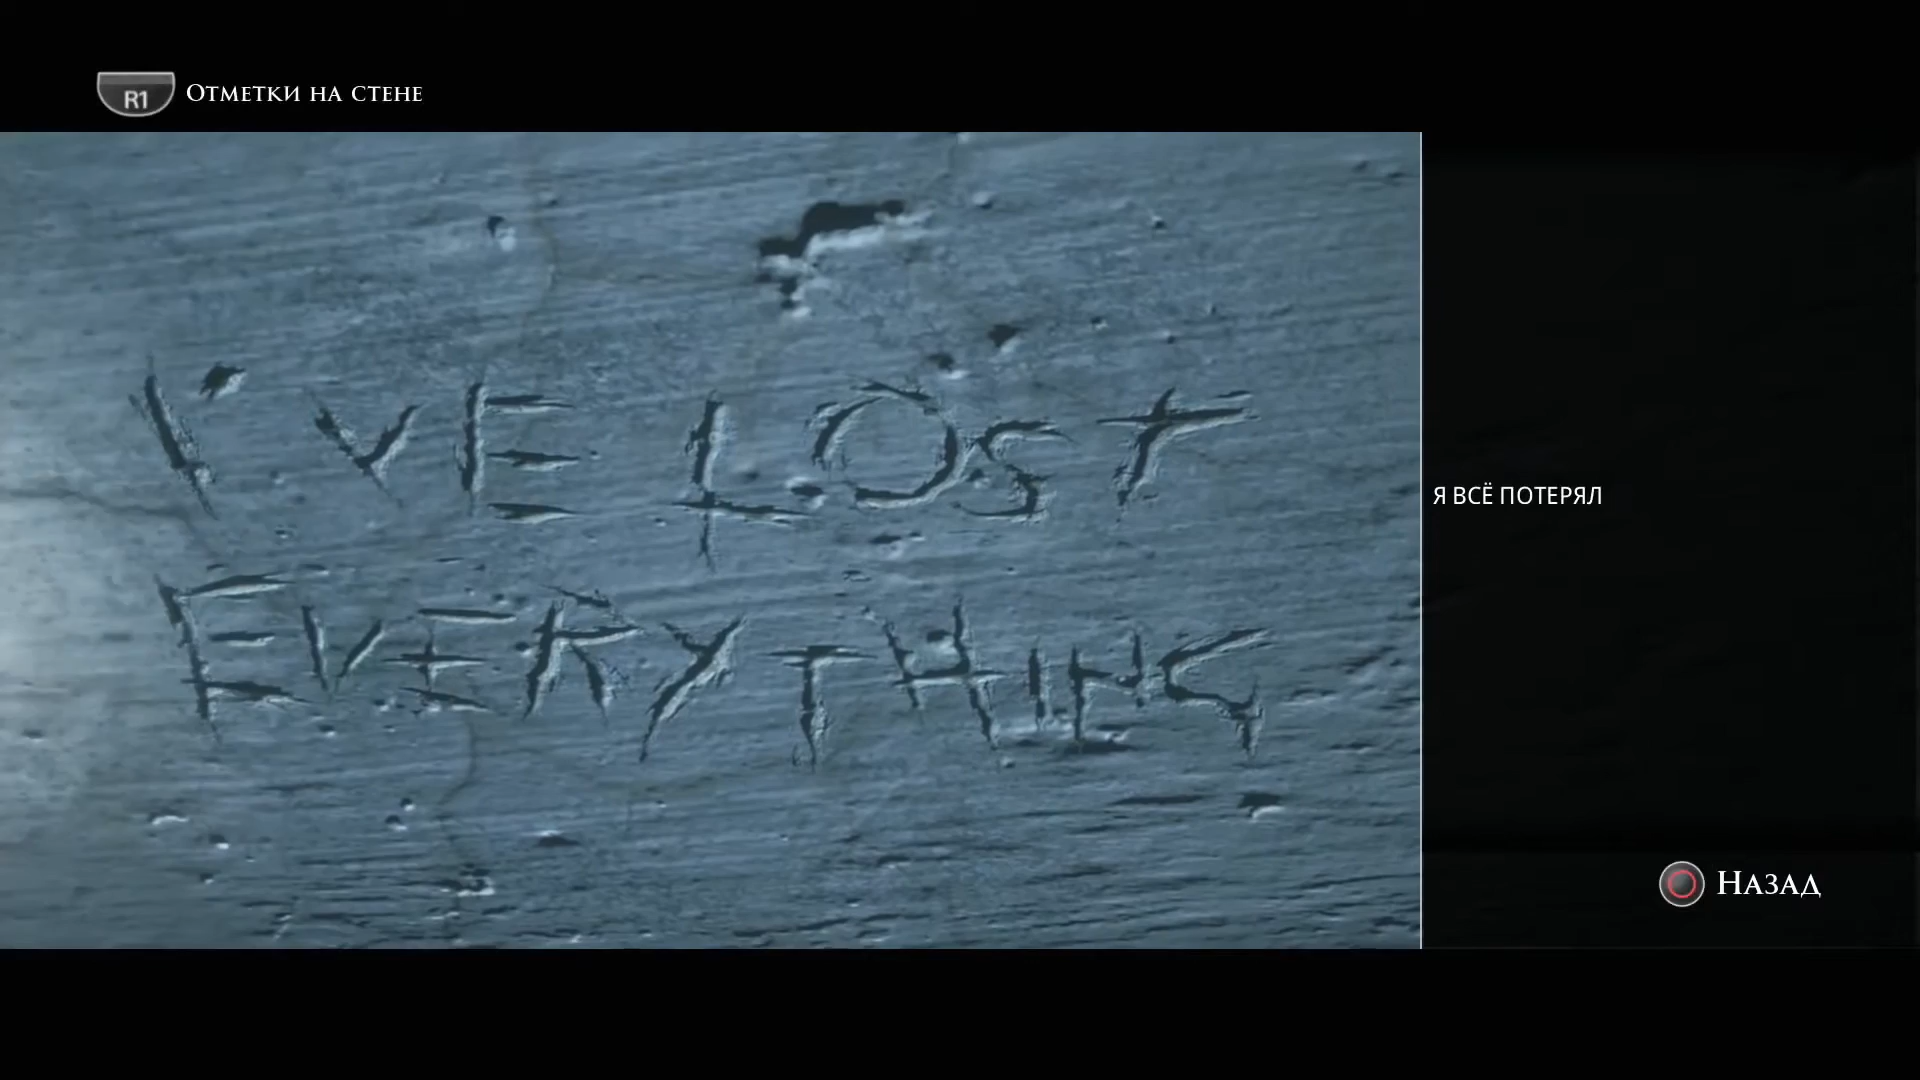 R1 Отметки на стене
I'VE LOST
EVERYTHING
Я ВСЁ ПОТЕРЯЛ
Назад